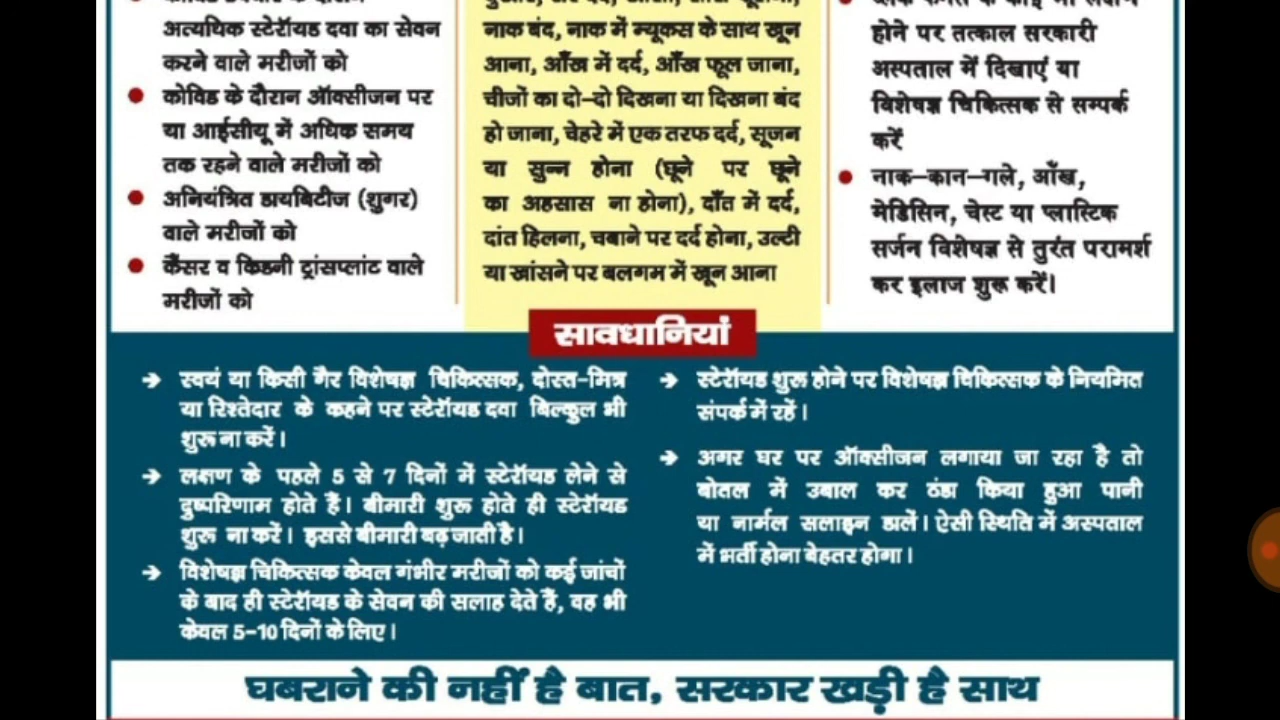 अत्यधिक स्टेरॉयड दवा का सेवन
करने वाले मरीजों को
कोविड के दौरान ऑक्सीजन पर
या आईसीयू में अधिक समय
तक रहने वाले मरीजों को
अनियंत्रित डायबिटीज (शुगर)
वाले मरीजों को
कैंसर व किडनी ट्रांसप्लांट वाले
मरीजों को
नाक बंद, नाक में म्यूकस के साथ खून
आना, आँख में दर्द, आँख फूल जाना,
चीजों का दो–दो दिखना या दिखना बंद
हो जाना, चेहरे में एक तरफ दर्द, सूजन
या सुन्न होना (छूने पर छूने
का अहसास ना होना), दाँत में दर्द,
दांत हिलना, चबाने पर दर्द होना, उल्टी
या खांसने पर बलगम में खून आना
होने पर तत्काल सरकारी
अस्पताल में दिखाएं या
विशेषज्ञ चिकित्सक से सम्पर्क
करें
नाक–कान–गले, आँख,
मेडिसिन, चेस्ट या प्लास्टिक
सर्जन विशेषज्ञ से तुरंत परामर्श
कर इलाज शुरू करें।
सावधानियां
स्वयं या किसी गैर विशेषज्ञ चिकित्सक, दोस्त–मित्र
या रिश्तेदार के कहने पर स्टेरॉयड दवा बिल्कुल भी
शुरू ना करें।
लक्षण के पहले 5 से 7 दिनों में स्टेरॉयड लेने से
दुष्परिणाम होते हैं। बीमारी शुरू होते ही स्टेरॉयड
शुरू ना करें। इससे बीमारी बढ़ जाती है।
विशेषज्ञ चिकित्सक केवल गंभीर मरीजों को कई जांचों
के बाद ही स्टेरॉयड के सेवन की सलाह देते हैं, वह भी
केवल 5–10 दिनों के लिए।
स्टेरॉयड शुरू होने पर विशेषज्ञ चिकित्सक के नियमित
संपर्क में रहें।
अगर घर पर ऑक्सीजन लगाया जा रहा है तो
बोतल में उबाल कर ठंडा किया हुआ पानी
या नार्मल सलाइन डालें। ऐसी स्थिति में अस्पताल
में भर्ती होना बेहतर होगा।
घबराने की नहीं है बात, सरकार खड़ी है साथ